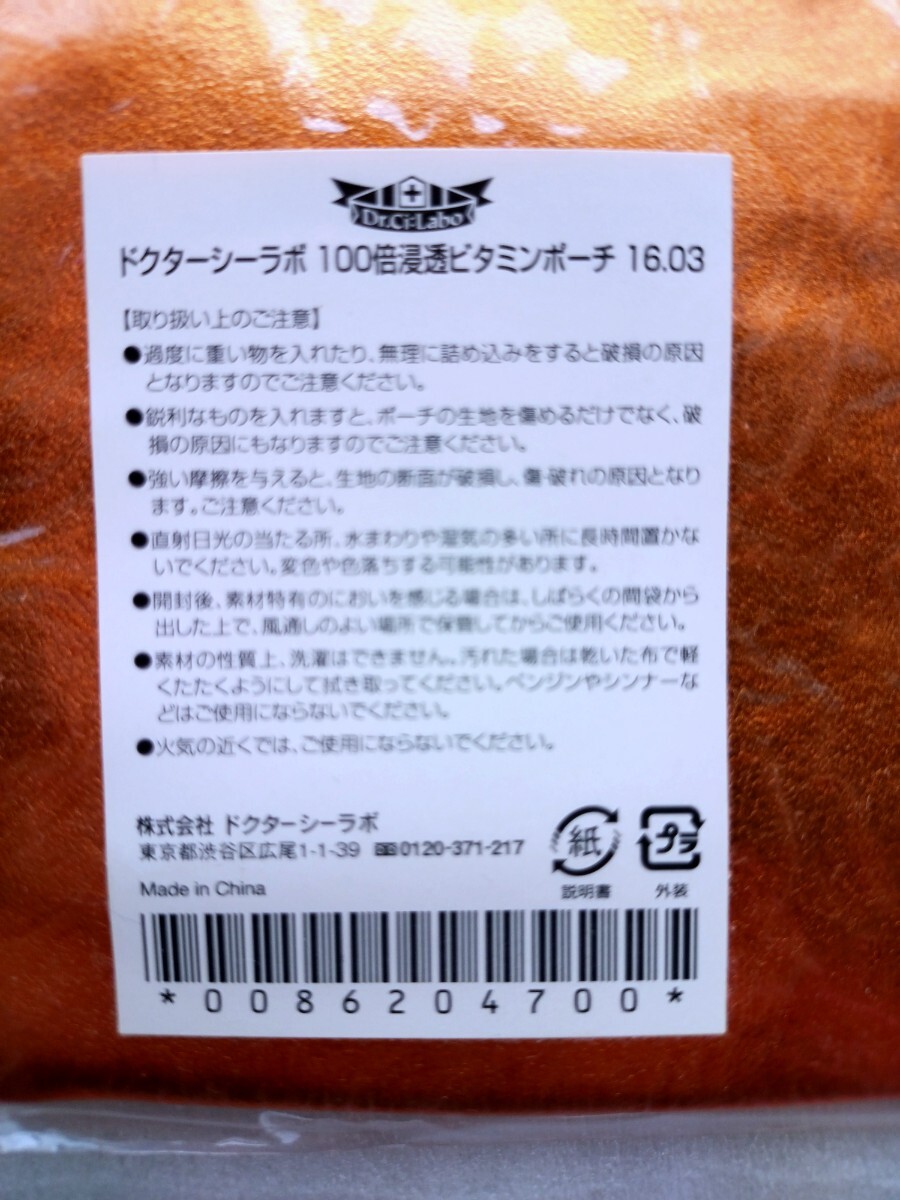 Dr.Ci:Labo
ドクターシーラボ 100倍浸透ビタミンポーチ 16.03
【取り扱い上のご注意】
●過度に重い物を入れたり、無理に詰め込みをすると破損の原因
となりますのでご注意ください。
●鋭利なものを入れますと、ポーチの生地を傷めるだけでなく、破
損の原因にもなりますのでご注意ください。
●強い摩擦を与えると、生地の断面が破損し、傷・破れの原因となり
ます。ご注意ください。
●直射日光の当たる所、水まわりや湿気の多い所に長時間置かな
いでください。変色や色落ちする可能性があります。
●開封後、素材特有のにおいを感じる場合は、しばらくの間袋から
出した上で、風通しのよい場所で保管してからご使用ください。
●素材の性質上、洗濯はできません。汚れた場合は乾いた布で軽
くたたくようにして拭き取ってください。ベンジンやシンナーな
どはご使用にならないでください。
●火気の近くでは、ご使用にならないでください。
株式会社 ドクターシーラボ
東京都渋谷区広尾1-1-39 0120-371-217
Made in China
紙
説明書
プラ
外装
*0086204700*